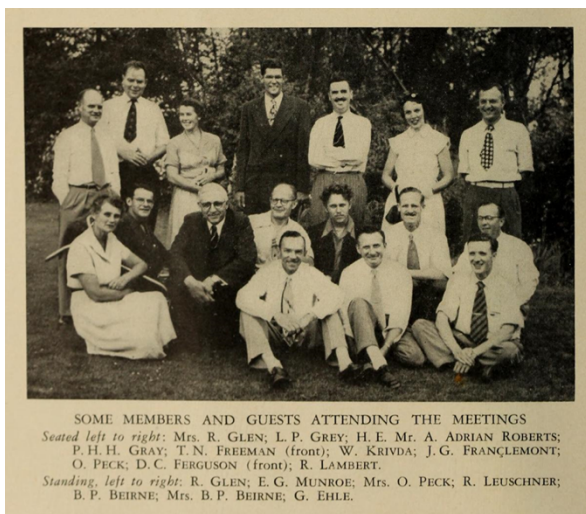 SOME MEMBERS AND GUESTS ATTENDING THE MEETINGS
Seated left to right: Mrs. R. GLEN; L. P. GREY; H. E. Mr. A. ADRIAN ROBERTS;
P. H. H. GRAY; T. N. FREEMAN (front); W. KRIVDA; J. G. FRANÇLEMONT;
O. PECK; D. C. FERGUSON (front); R. LAMBERT.
Standing, left to right: R. GLEN; E. G. MUNROE; Mrs. O. PECK; R. LEUSCHNER;
B. P. BEIRNE; Mrs. B. P. BEIRNE; G. EHLE.